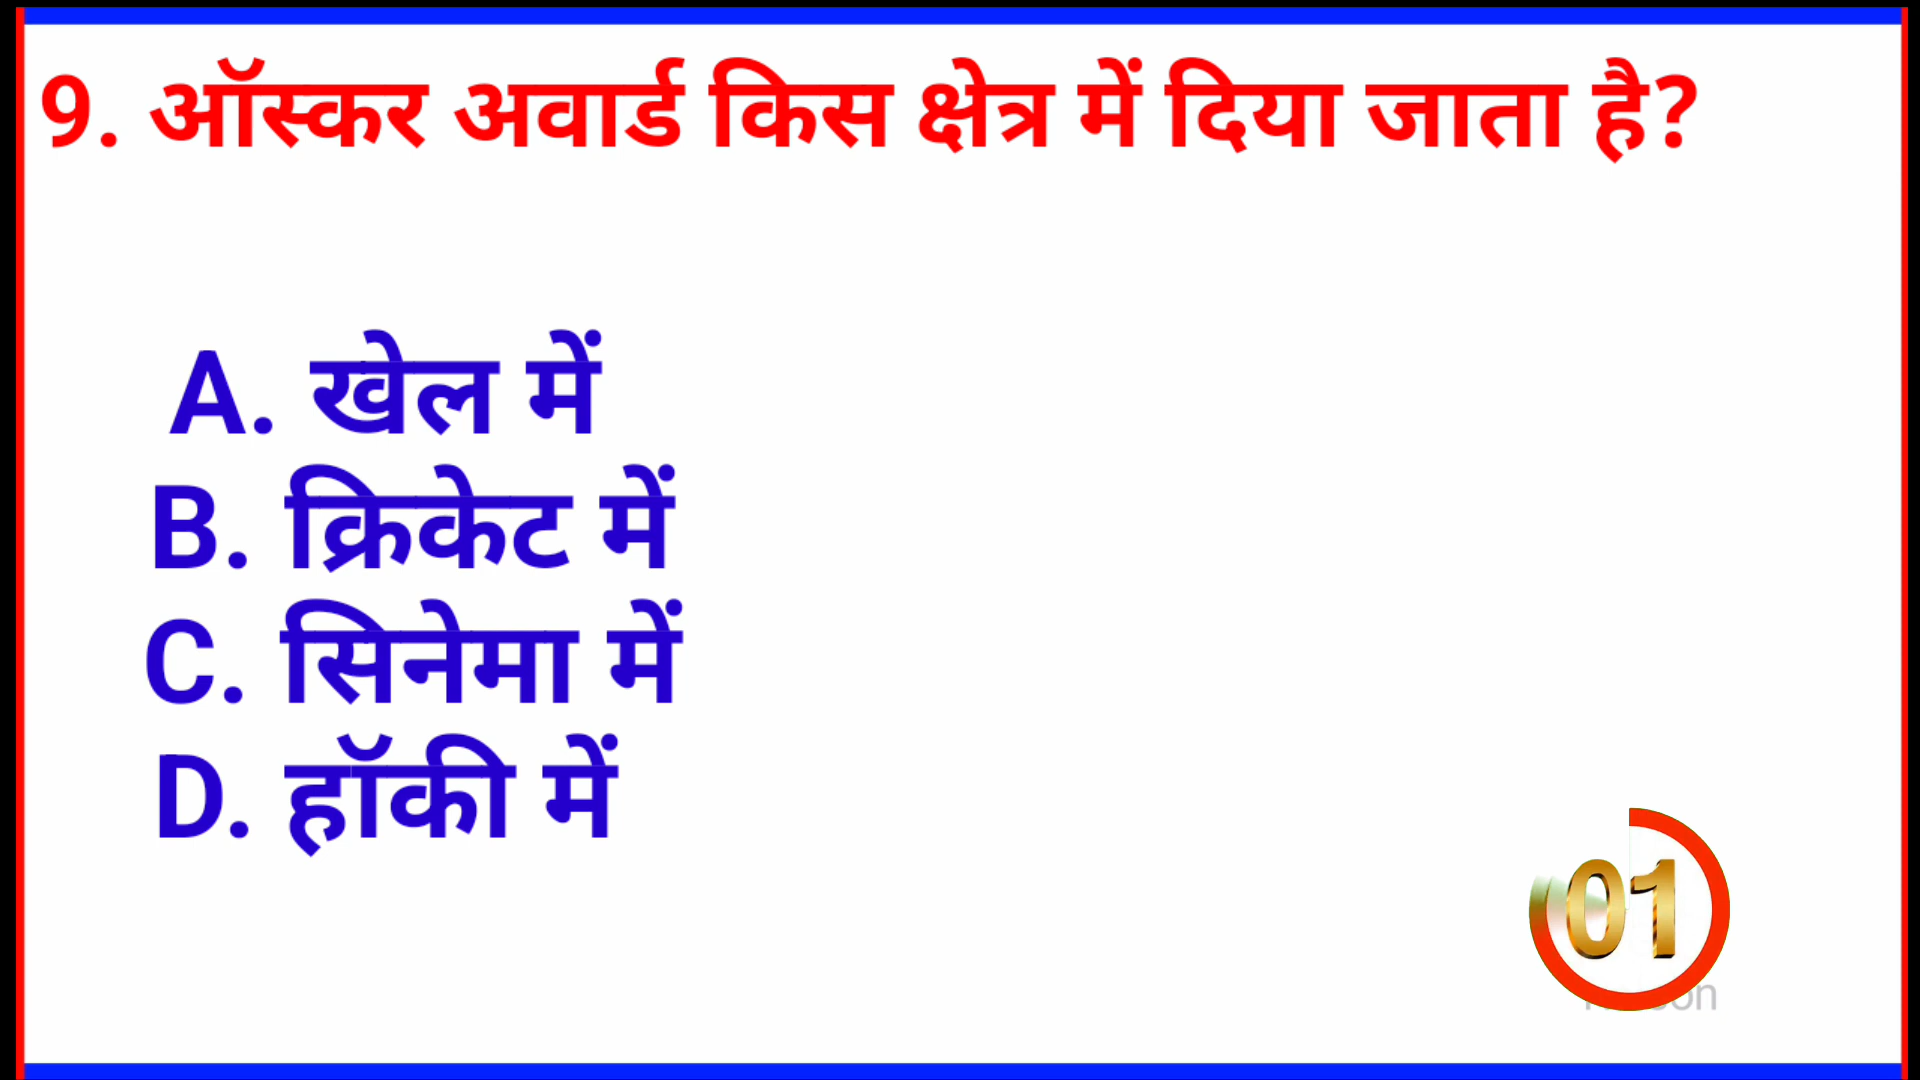 9. ऑस्कर अवार्ड किस क्षेत्र में दिया जाता है?
A. खेल में
B. क्रिकेट में
C. सिनेमा में
D. हॉकी में
01